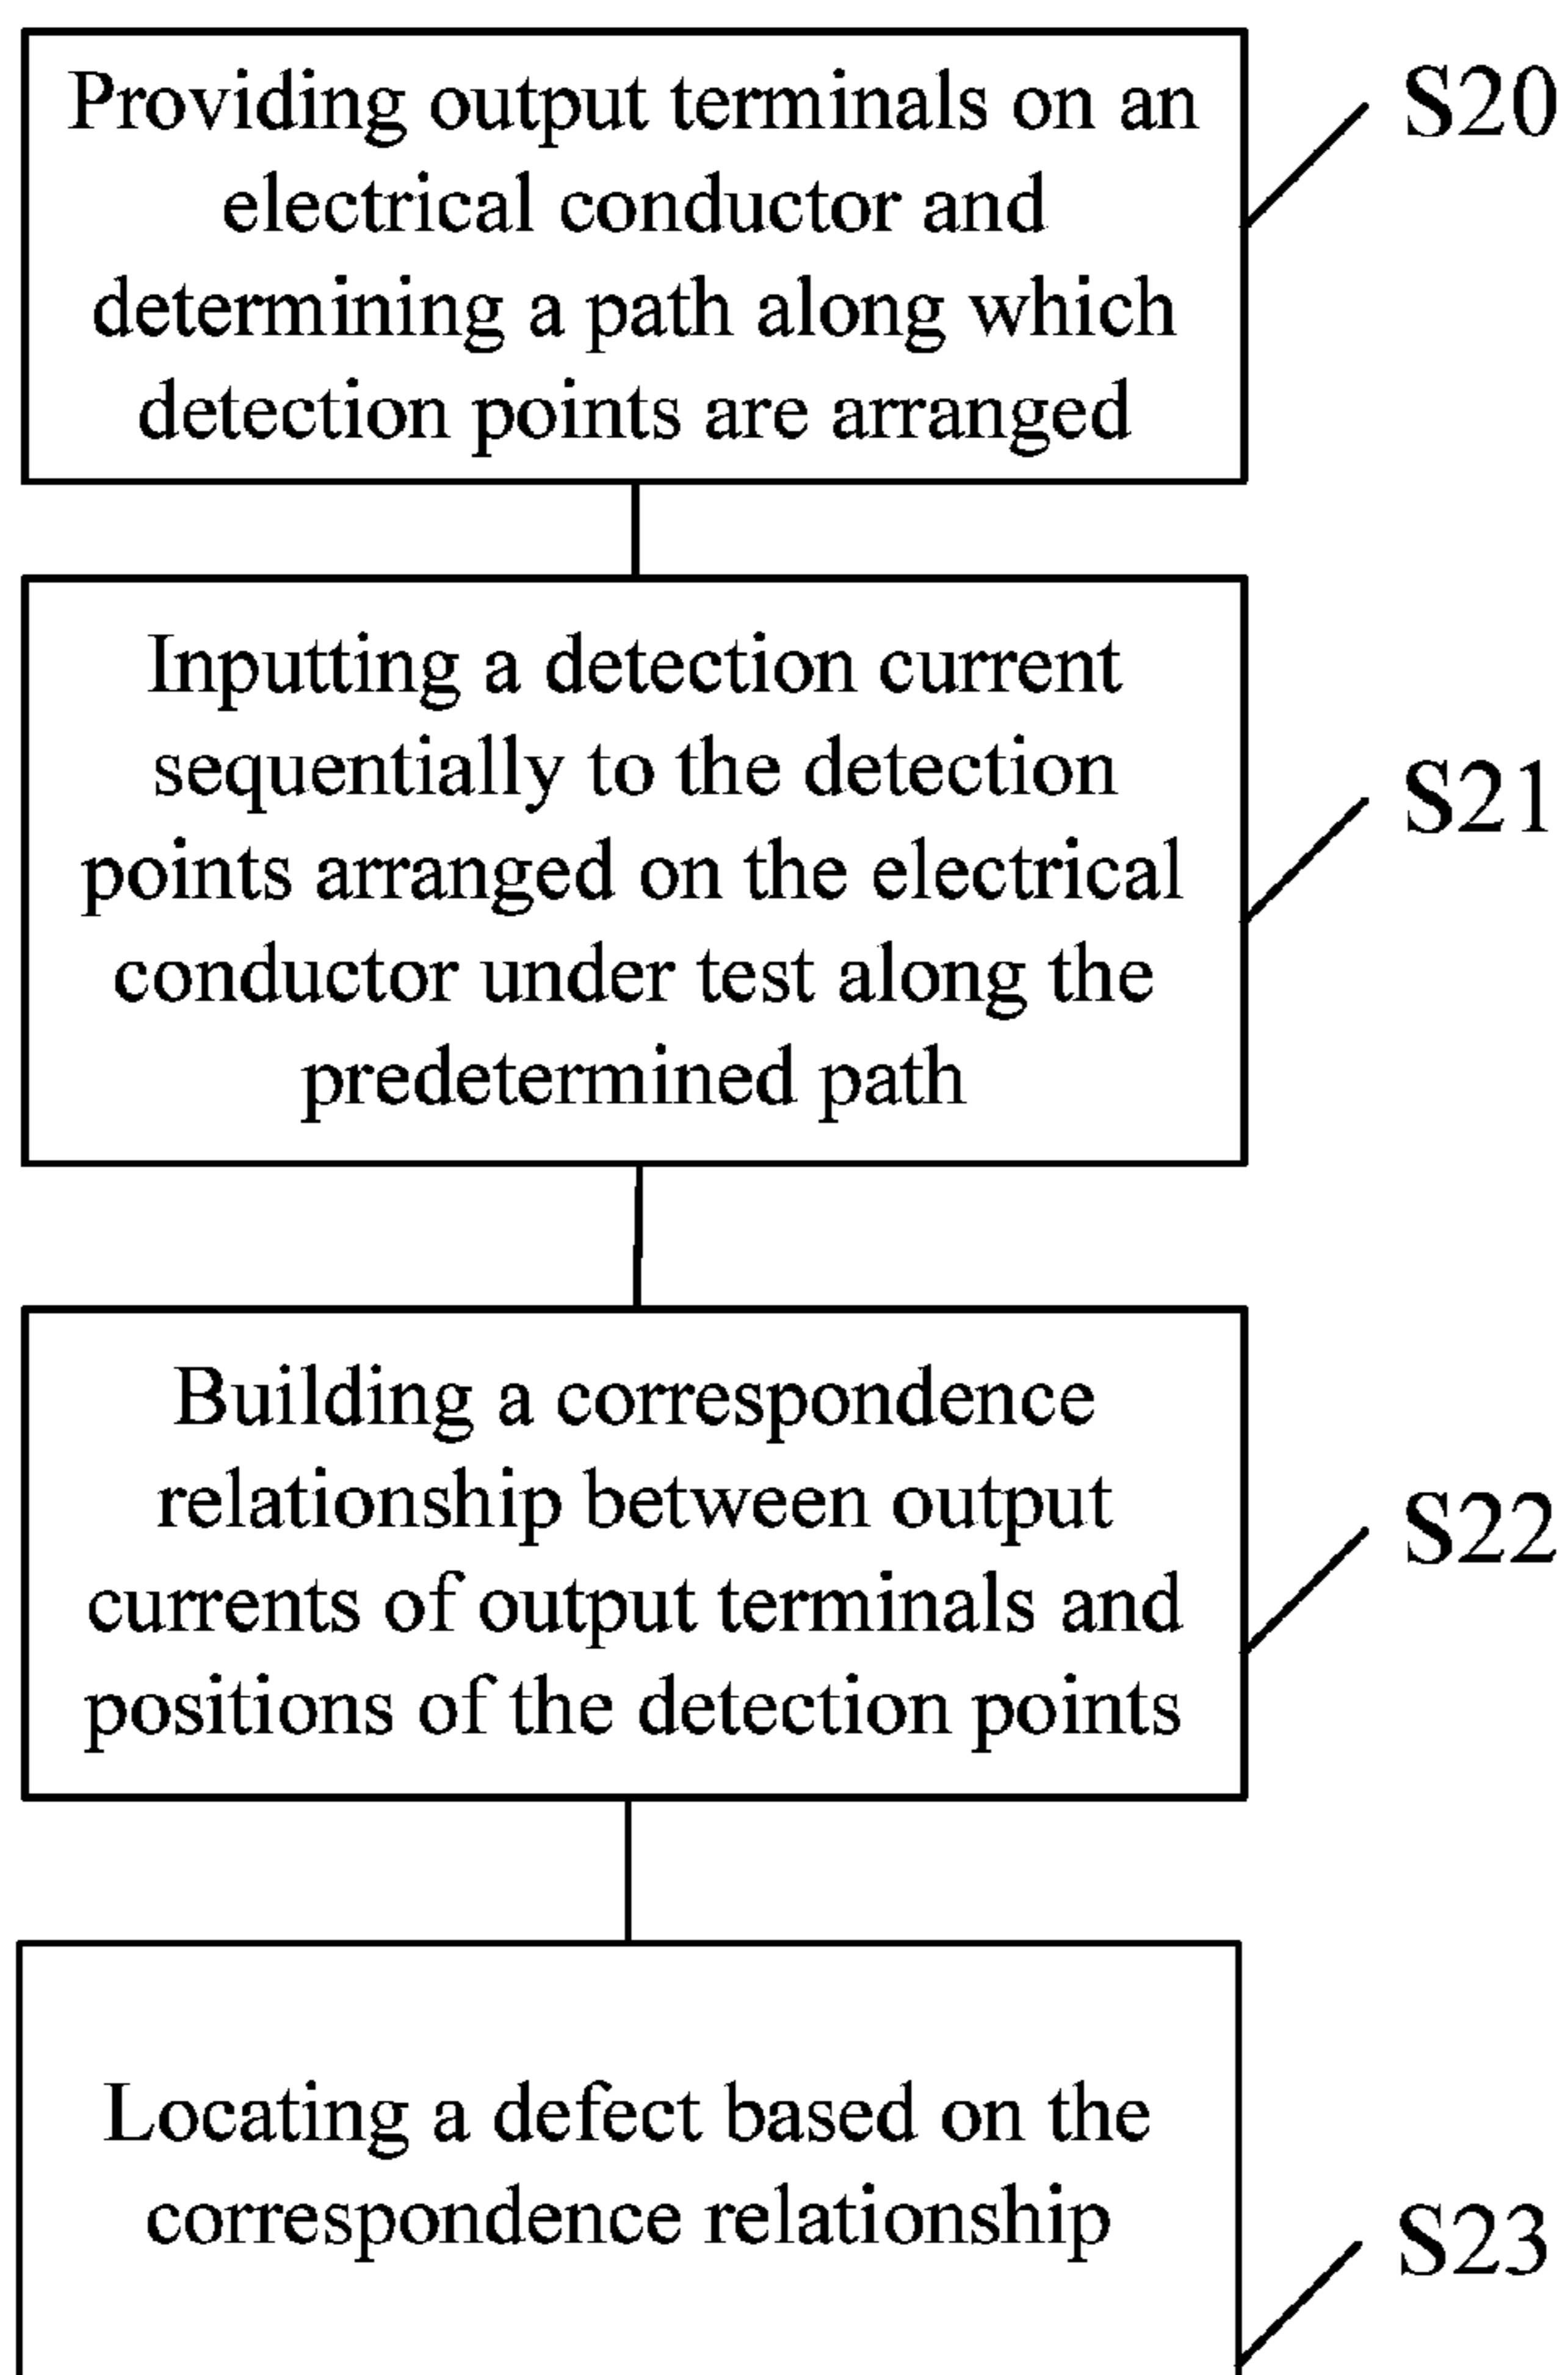 Providing output terminals on an
electrical conductor and
determining a path along which
detection points are arranged
S20
Inputting a detection current
sequentially to the detection
points arranged on the electrical
conductor under test along the
predetermined path
S21
Building a correspondence
relationship between output
currents of output terminals and
positions of the detection points
S22
Locating a defect based on the
correspondence relationship
S23